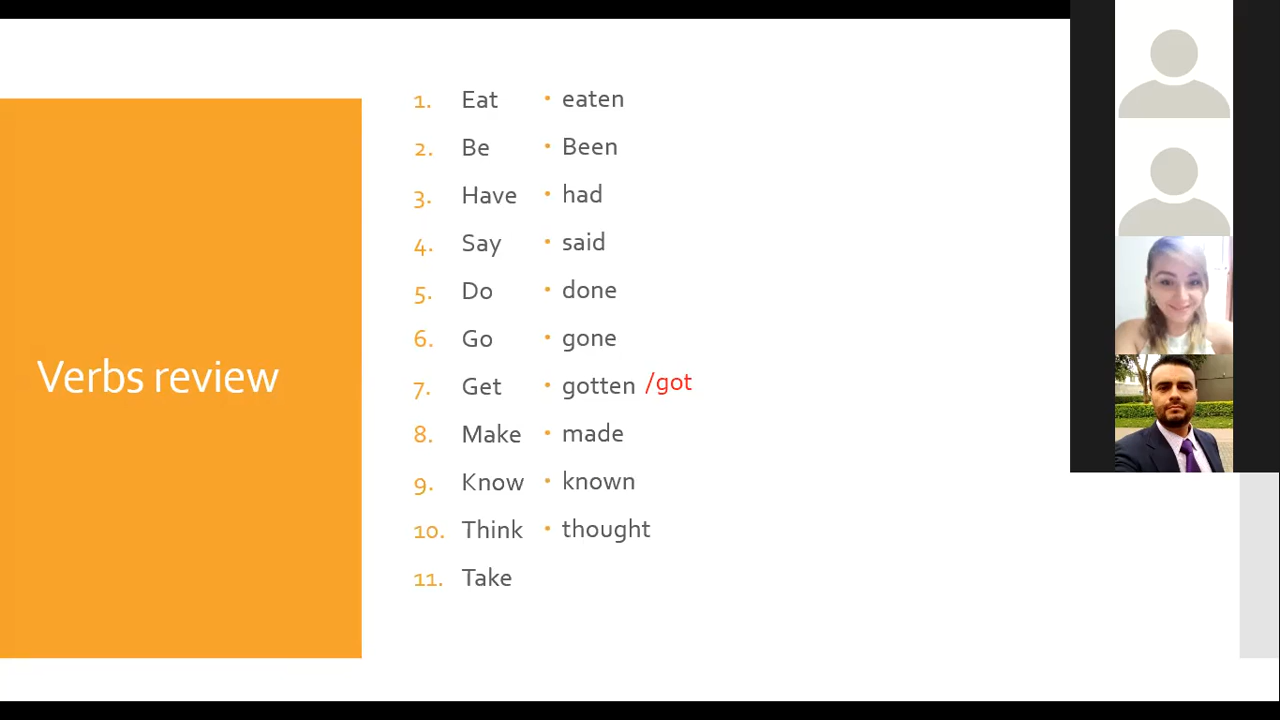 Verbs review
1. Eat • eaten
2. Be • Been
3. Have • had
4. Say • said
5. Do • done
6. Go • gone
7. Get • gotten /got
8. Make • made
9. Know • known
10. Think • thought
11. Take